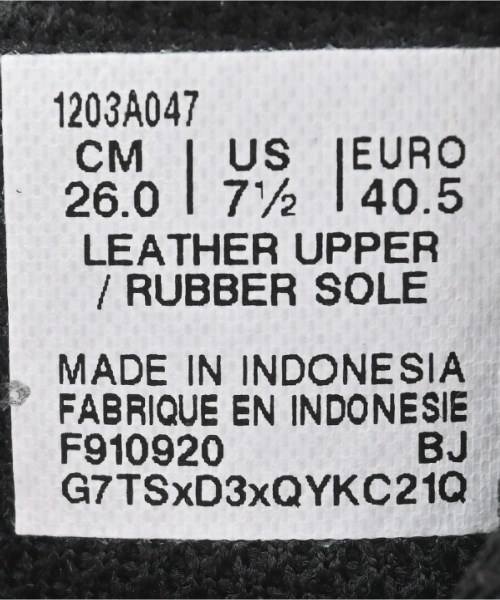 1203A047
CM | US | EURO
26.0 | 7½ | 40.5
LEATHER UPPER
/ RUBBER SOLE
MADE IN INDONESIA
FABRIQUE EN INDONESIE
F910920 BJ
G7TSxD3xQYKC21Q